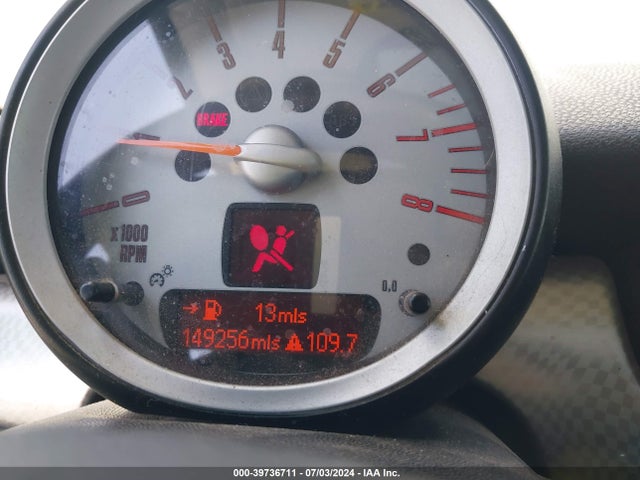 0 1 2 3 4 5 6 7 8
BRAKE
x 1000
RPM
0.0
13mls
149256mls 109.7
000-39736711 - 07/03/2024 - IAA Inc.